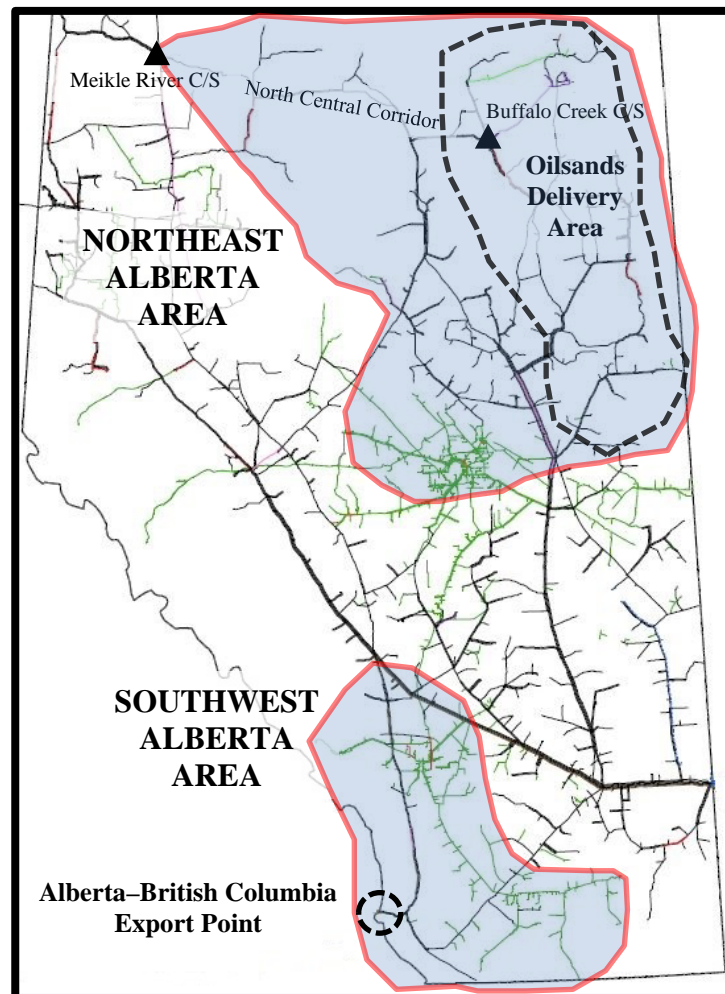 Meikle River C/S
North Central Corridor
Buffalo Creek C/S
Oilsands
Delivery
Area
NORTHEAST
ALBERTA
AREA
SOUTHWEST
ALBERTA
AREA
Alberta–British Columbia
Export Point